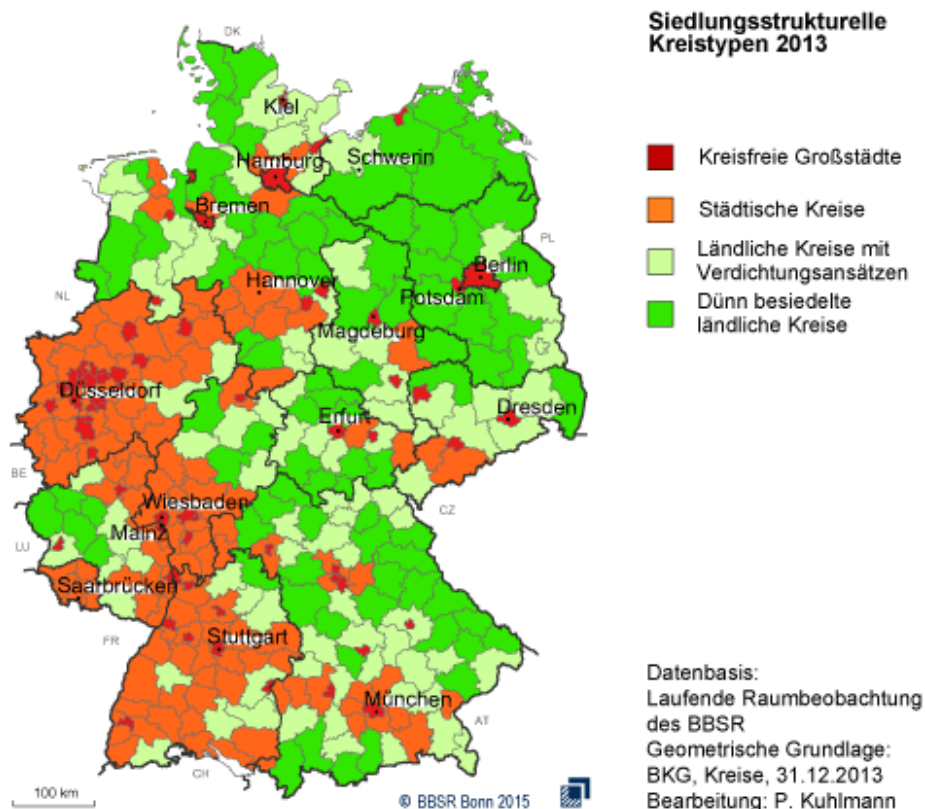 Siedlungsstrukturelle
Kreistypen 2013
DK
Kiel
Hamburg
Schwerin
Bremen
PL
Berlin
Hannover
Potsdam
NL
Magdeburg
Düsseldorf
Erfurt
Dresden
BE
Wiesbaden
CZ
Mainz
LU
Saarbrücken
FR
Stuttgart
München
AT
CH
100 km
© BBSR Bonn 2015
Kreisfreie Großstädte
Städtische Kreise
Ländliche Kreise mit
Verdichtungsansätzen
Dünn besiedelte
ländliche Kreise
Datenbasis:
Laufende Raumbeobachtung
des BBSR
Geometrische Grundlage:
BKG, Kreise, 31.12.2013
Bearbeitung: P. Kuhlmann